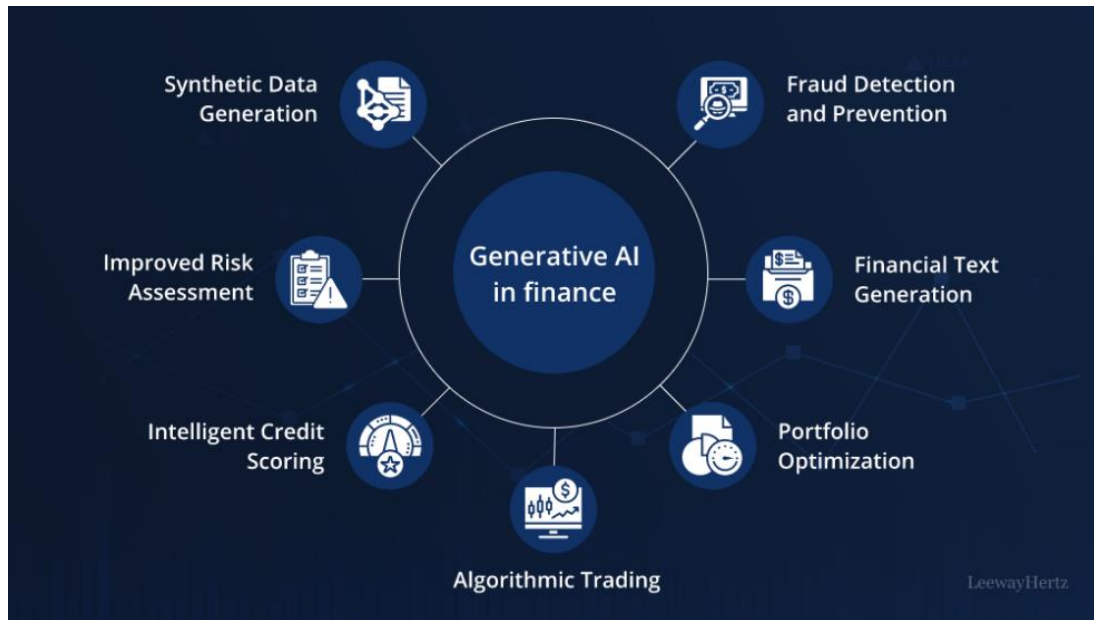 Synthetic Data
Generation
Fraud Detection
and Prevention
Generative AI
in finance
Improved Risk
Assessment
Financial Text
Generation
Intelligent Credit
Scoring
Portfolio
Optimization
Algorithmic Trading
LeewayHertz